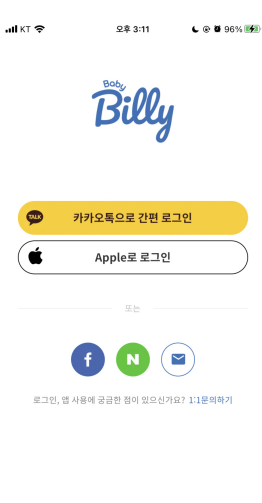 KT
오후 3:11
96%
Baby
Billy
TALK
카카오톡으로 간편 로그인
Apple로 로그인
또는
f
N
로그인, 앱 사용에 궁금한 점이 있으신가요? 1:1문의하기